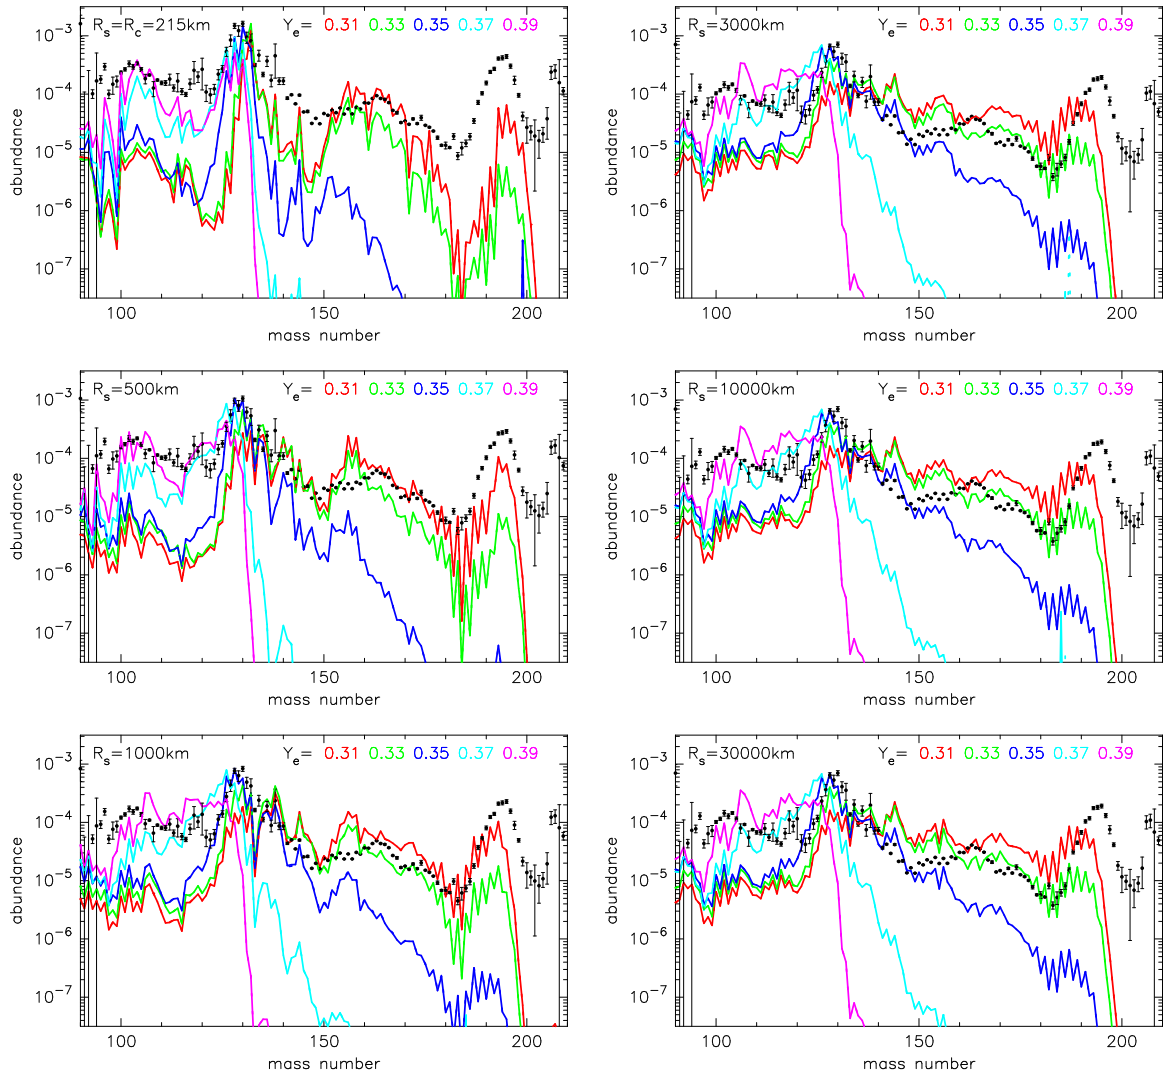 R_s=R_c=215km Y_e= 0.31 0.33 0.35 0.37 0.39
10^−3
10^−4
10^−5
10^−6
10^−7
abundance
100 150 200
mass number
R_s=3000km Y_e= 0.31 0.33 0.35 0.37 0.39
10^−3
10^−4
10^−5
10^−6
10^−7
abundance
100 150 200
mass number
R_s=500km Y_e= 0.31 0.33 0.35 0.37 0.39
10^−3
10^−4
10^−5
10^−6
10^−7
abundance
100 150 200
mass number
R_s=10000km Y_e= 0.31 0.33 0.35 0.37 0.39
10^−3
10^−4
10^−5
10^−6
10^−7
abundance
100 150 200
mass number
R_s=1000km Y_e= 0.31 0.33 0.35 0.37 0.39
10^−3
10^−4
10^−5
10^−6
10^−7
abundance
100 150 200
mass number
R_s=30000km Y_e= 0.31 0.33 0.35 0.37 0.39
10^−3
10^−4
10^−5
10^−6
10^−7
abundance
100 150 200
mass number